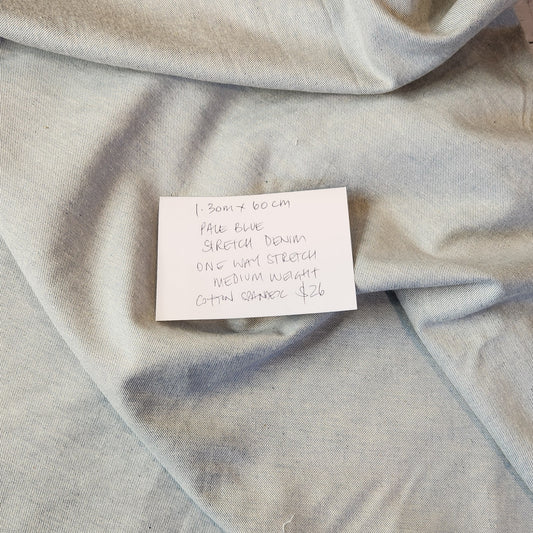 1.30m x 60cm
PALE BLUE
STRETCH DENIM
ONE WAY STRETCH
MEDIUM WEIGHT
COTTON SPANDEX $26